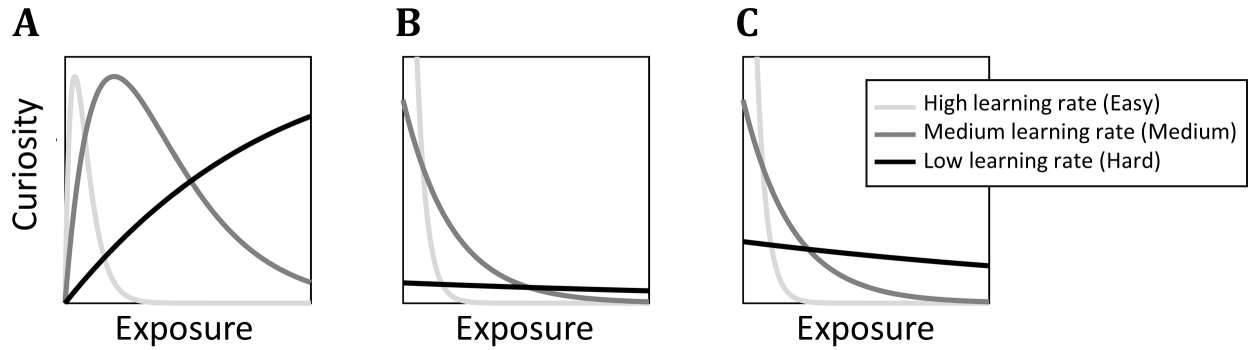 A
B
C
Curiosity
High learning rate (Easy)
Medium learning rate (Medium)
Low learning rate (Hard)
Exposure
Exposure
Exposure